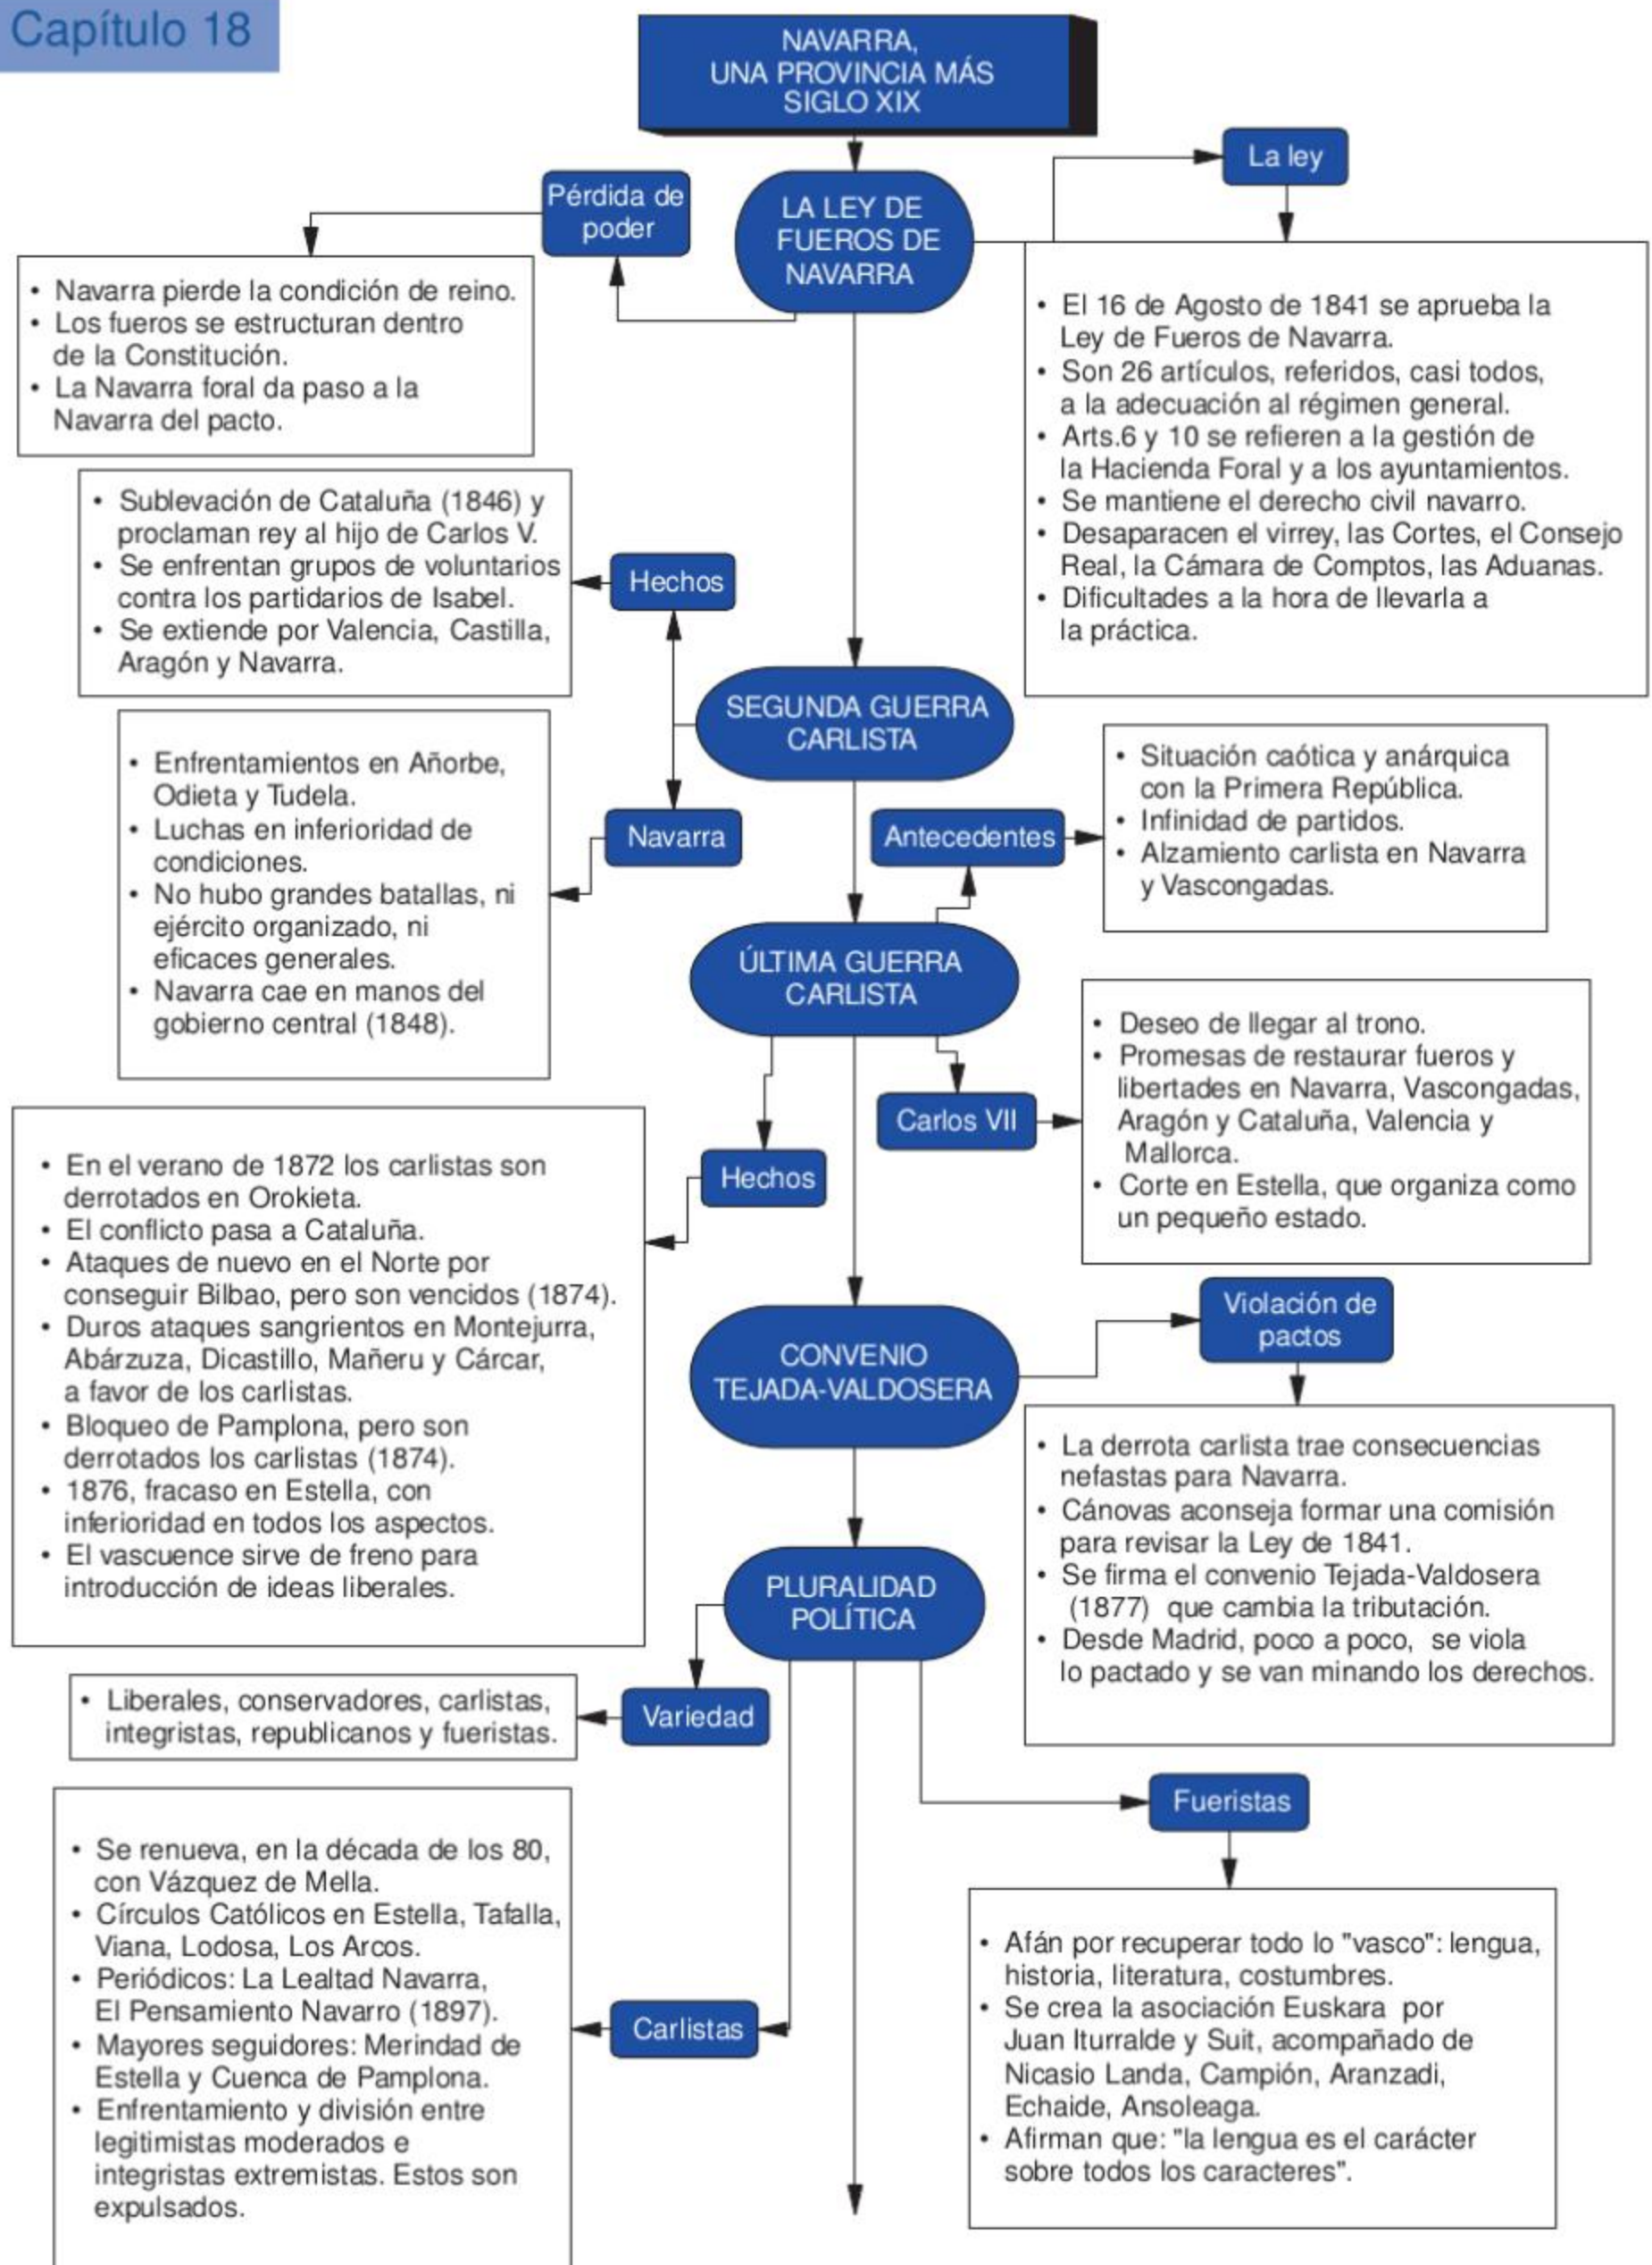 Capítulo 18
NAVARRA,
UNA PROVINCIA MÁS
SIGLO XIX
LA LEY DE
FUEROS DE
NAVARRA
Pérdida de
poder
• Navarra pierde la condición de reino.
• Los fueros se estructuran dentro
de la Constitución.
• La Navarra foral da paso a la
Navarra del pacto.
La ley
• El 16 de Agosto de 1841 se aprueba la
Ley de Fueros de Navarra.
• Son 26 artículos, referidos, casi todos,
a la adecuación al régimen general.
• Arts.6 y 10 se refieren a la gestión de
la Hacienda Foral y a los ayuntamientos.
• Se mantiene el derecho civil navarro.
• Desaparacen el virrey, las Cortes, el Consejo
Real, la Cámara de Comptos, las Aduanas.
• Dificultades a la hora de llevarla a
la práctica.
SEGUNDA GUERRA
CARLISTA
Hechos
• Sublevación de Cataluña (1846) y
proclaman rey al hijo de Carlos V.
• Se enfrentan grupos de voluntarios
contra los partidarios de Isabel.
• Se extiende por Valencia, Castilla,
Aragón y Navarra.
Navarra
• Enfrentamientos en Añorbe,
Odieta y Tudela.
• Luchas en inferioridad de
condiciones.
• No hubo grandes batallas, ni
ejército organizado, ni
eficaces generales.
• Navarra cae en manos del
gobierno central (1848).
ÚLTIMA GUERRA
CARLISTA
Antecedentes
• Situación caótica y anárquica
con la Primera República.
• Infinidad de partidos.
• Alzamiento carlista en Navarra
y Vascongadas.
Carlos VII
• Deseo de llegar al trono.
• Promesas de restaurar fueros y
libertades en Navarra, Vascongadas,
Aragón y Cataluña, Valencia y
Mallorca.
• Corte en Estella, que organiza como
un pequeño estado.
Hechos
• En el verano de 1872 los carlistas son
derrotados en Orokieta.
• El conflicto pasa a Cataluña.
• Ataques de nuevo en el Norte por
conseguir Bilbao, pero son vencidos (1874).
• Duros ataques sangrientos en Montejurra,
Abárzuza, Dicastillo, Mañeru y Cárcar,
a favor de los carlistas.
• Bloqueo de Pamplona, pero son
derrotados los carlistas (1874).
• 1876, fracaso en Estella, con
inferioridad en todos los aspectos.
• El vascuence sirve de freno para
introducción de ideas liberales.
CONVENIO
TEJADA-VALDOSERA
Violación de
pactos
• La derrota carlista trae consecuencias
nefastas para Navarra.
• Cánovas aconseja formar una comisión
para revisar la Ley de 1841.
• Se firma el convenio Tejada-Valdosera
(1877) que cambia la tributación.
• Desde Madrid, poco a poco, se viola
lo pactado y se van minando los derechos.
PLURALIDAD
POLÍTICA
Variedad
• Liberales, conservadores, carlistas,
integristas, republicanos y fueristas.
Carlistas
• Se renueva, en la década de los 80,
con Vázquez de Mella.
• Círculos Católicos en Estella, Tafalla,
Viana, Lodosa, Los Arcos.
• Periódicos: La Lealtad Navarra,
El Pensamiento Navarro (1897).
• Mayores seguidores: Merindad de
Estella y Cuenca de Pamplona.
• Enfrentamiento y división entre
legitimistas moderados e
integristas extremistas. Estos son
expulsados.
Fueristas
• Afán por recuperar todo lo "vasco": lengua,
historia, literatura, costumbres.
• Se crea la asociación Euskara por
Juan Iturralde y Suit, acompañado de
Nicasio Landa, Campión, Aranzadi,
Echaide, Ansoleaga.
• Afirman que: "la lengua es el carácter
sobre todos los caracteres".